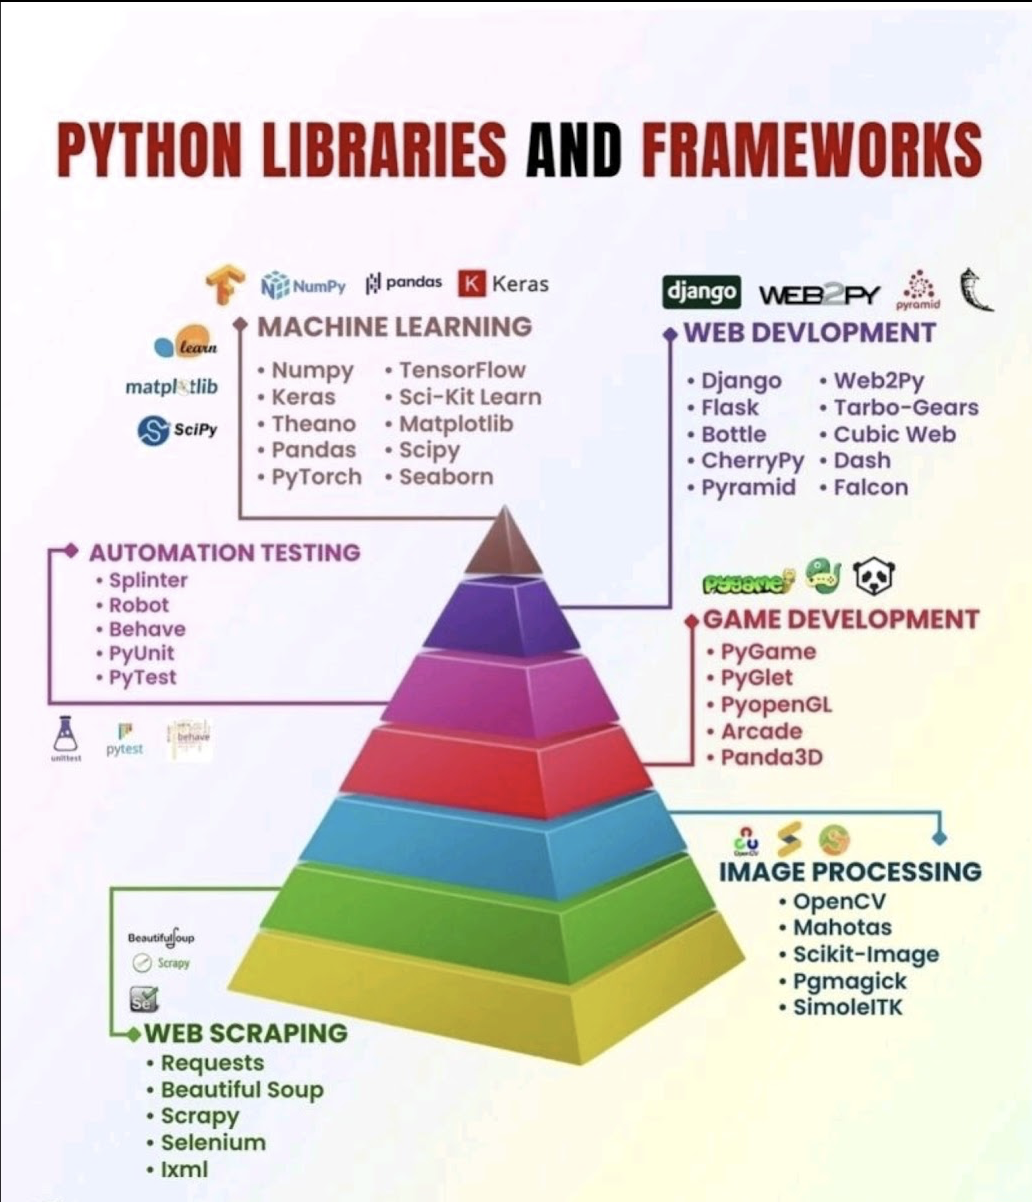 PYTHON LIBRARIES AND FRAMEWORKS
NumPy
pandas
K Keras
learn
matplotlib
SciPy
MACHINE LEARNING
• Numpy
• Keras
• Theano
• Pandas
• PyTorch
• TensorFlow
• Sci-Kit Learn
• Matplotlib
• Scipy
• Seaborn
django
WEB2PY
pyramid
WEB DEVLOPMENT
• Django
• Flask
• Bottle
• CherryPy
• Pyramid
• Web2Py
• Tarbo-Gears
• Cubic Web
• Dash
• Falcon
AUTOMATION TESTING
• Splinter
• Robot
• Behave
• PyUnit
• PyTest
unittest
pytest
behave
pygame
GAME DEVELOPMENT
• PyGame
• PyGlet
• PyopenGL
• Arcade
• Panda3D
OpenCV
IMAGE PROCESSING
• OpenCV
• Mahotas
• Scikit-Image
• Pgmagick
• SimoleITK
BeautifulSoup
Scrapy
Se
WEB SCRAPING
• Requests
• Beautiful Soup
• Scrapy
• Selenium
• Ixml